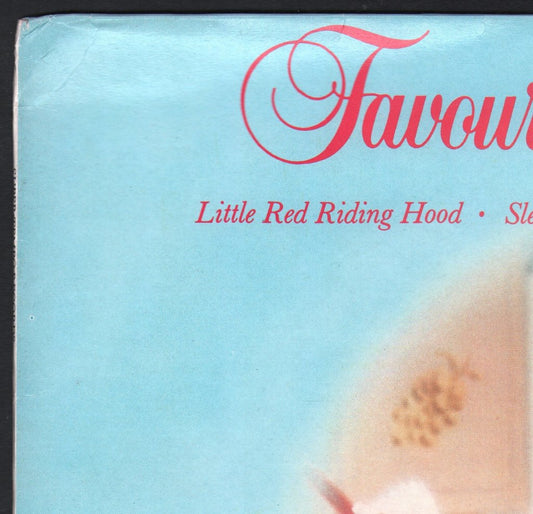 Favour
Little Red Riding Hood · Sle